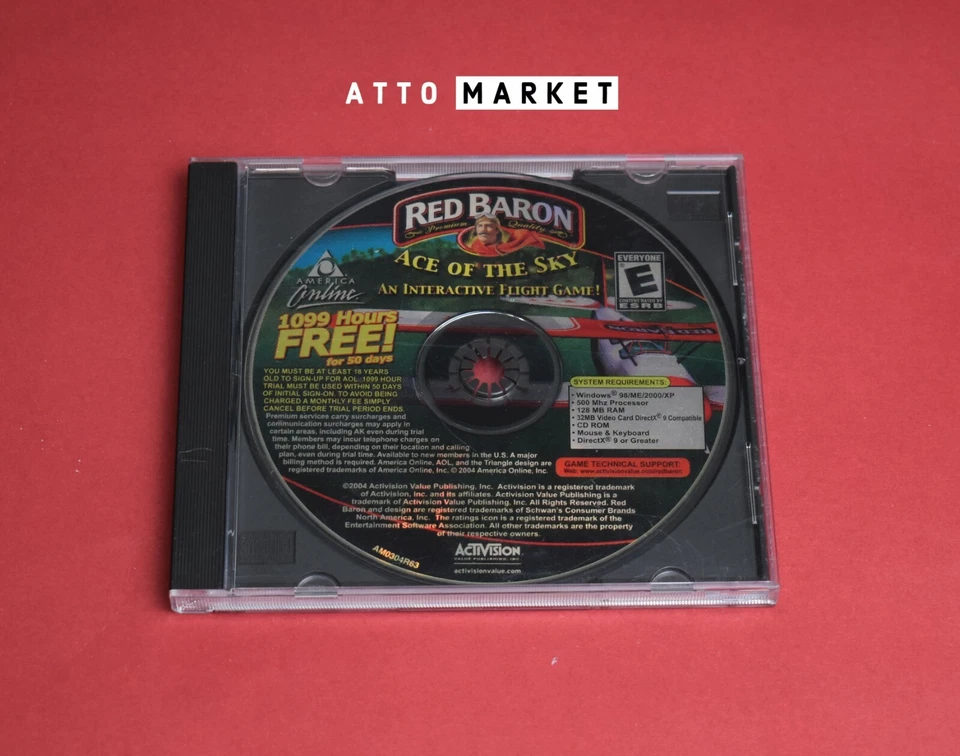 ATTO MARKET
RED BARON
Premium Quality
ACE OF THE SKY
AN INTERACTIVE FLIGHT GAME!
AMERICA
Online
EVERYONE
E
CONTENT RATED BY
ESRB
1099 Hours
FREE!
for 50 days
YOU MUST BE AT LEAST 18 YEARS
OLD TO SIGN-UP FOR AOL. 1099 HOUR
TRIAL MUST BE USED WITHIN 50 DAYS
OF INITIAL SIGN-ON. TO AVOID BEING
CHARGED A MONTHLY FEE SIMPLY
CANCEL BEFORE TRIAL PERIOD ENDS.
Premium services carry surcharges and
communication surcharges may apply in
certain areas, including AK even during trial
time. Members may incur telephone charges on
their phone bill, depending on their location and calling
plan, even during trial time. Available to new members in the U.S. A major
billing method is required. America Online, AOL, and the Triangle design are
registered trademarks of America Online, Inc. © 2004 America Online, Inc.
RED BARON
SYSTEM REQUIREMENTS:
• Windows® 98/ME/2000/XP
• 500 Mhz Processor
• 128 MB RAM
• 32MB Video Card DirectX® 9 Compatible
• CD ROM
• Mouse & Keyboard
• DirectX® 9 or Greater
GAME TECHNICAL SUPPORT:
Web: www.activisionvalue.com/redbaron
©2004 Activision Value Publishing, Inc. Activision is a registered trademark
of Activision, Inc. and its affiliates. Activision Value Publishing is a
trademark of Activision Value Publishing, Inc. All Rights Reserved. Red
Baron and design are registered trademarks of Schwan's Consumer Brands
North America, Inc. The ratings icon is a registered trademark of the
Entertainment Software Association. All other trademarks are the property
of their respective owners.
AM0304R63
ACTIVISION
VALUE PUBLISHING, INC.
activisionvalue.com